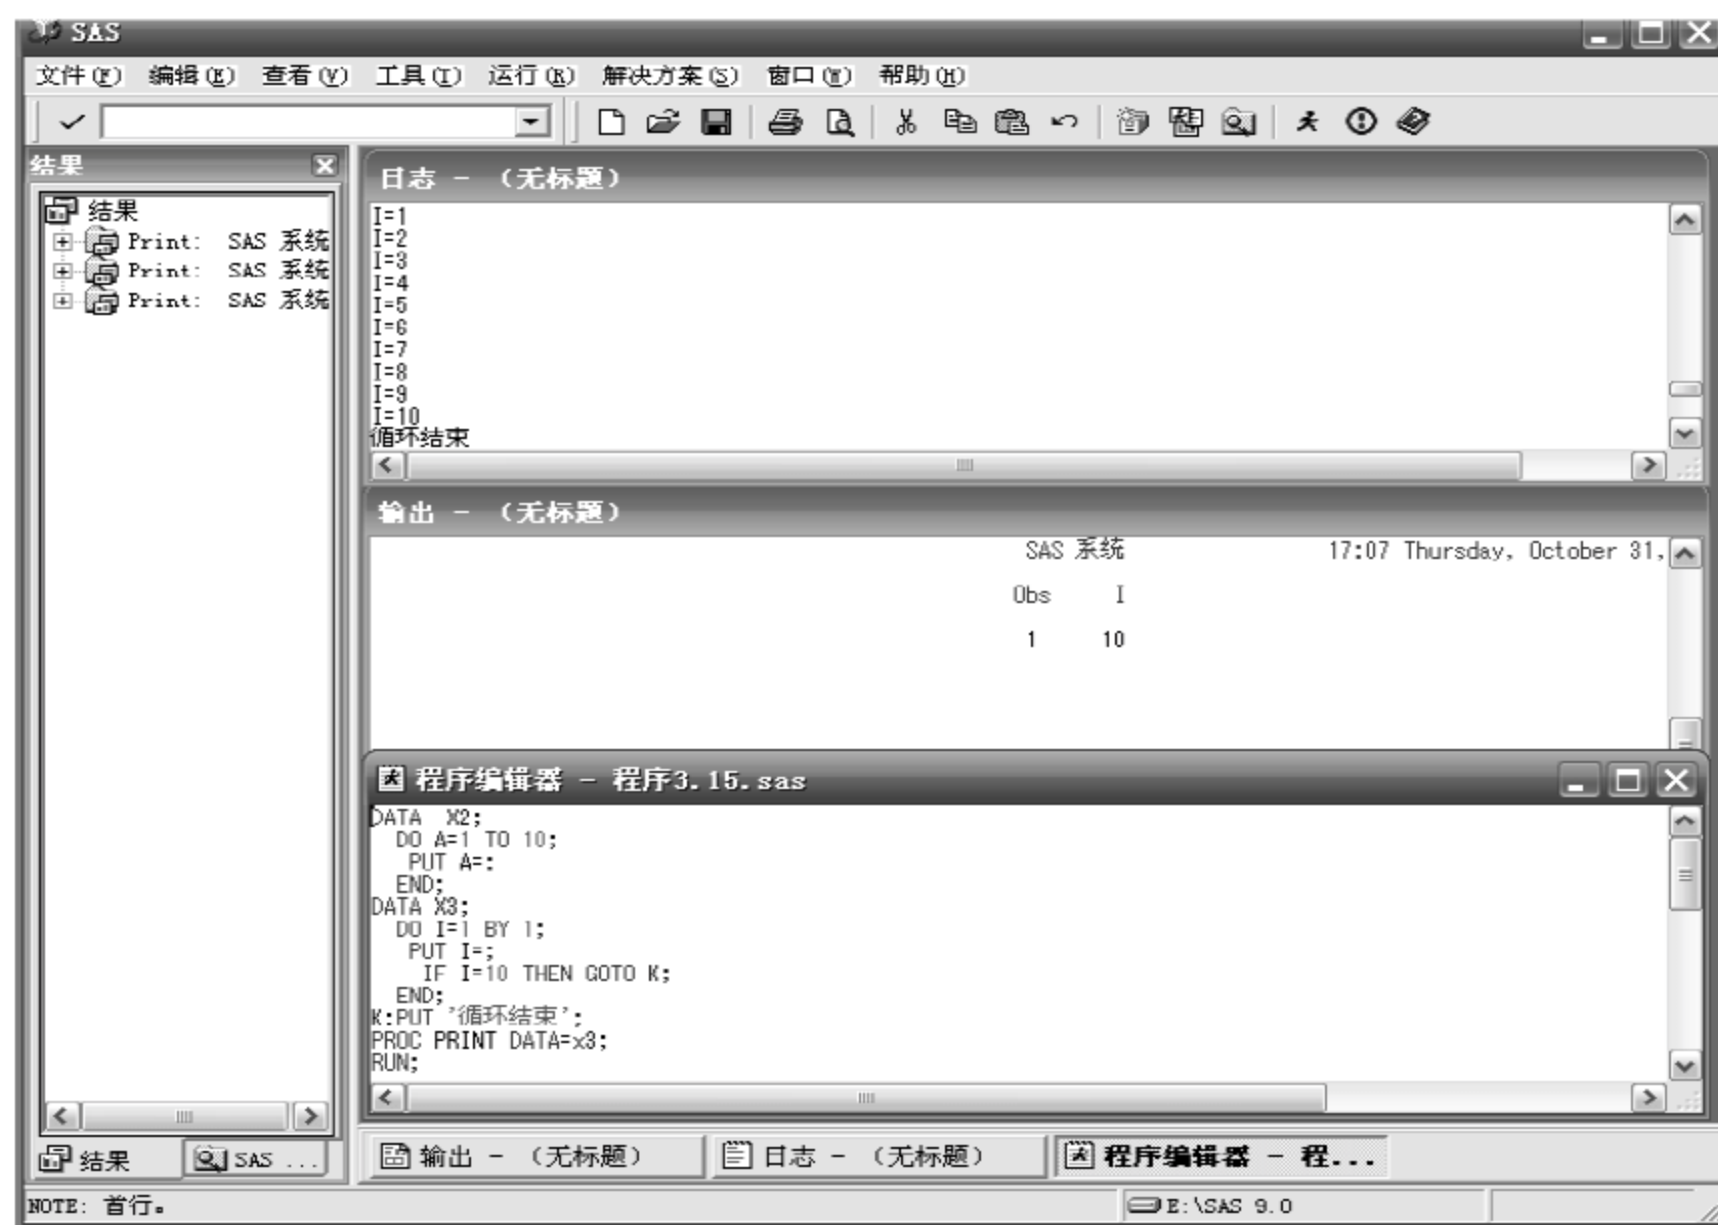 SAS
文件(F) 编辑(E) 查看(V) 工具(T) 运行(R) 解决方案(S) 窗口(W) 帮助(H)
结果
结果
Print: SAS 系统
Print: SAS 系统
Print: SAS 系统
日志 - (无标题)
I=1
I=2
I=3
I=4
I=5
I=6
I=7
I=8
I=9
I=10
循环结束
输出 - (无标题)
SAS 系统 17:07 Thursday, October 31,
Obs I
1 10
程序编辑器 - 程序3.15.sas
DATA X2;
DO A=1 TO 10;
PUT A=;
END;
DATA X3;
DO I=1 BY 1;
PUT I=;
IF I=10 THEN GOTO K;
END;
K:PUT '循环结束';
PROC PRINT DATA=x3;
RUN;
结果 SAS ...
输出 - (无标题) 日志 - (无标题) 程序编辑器 - 程...
NOTE: 首行。 E:\SAS 9.0